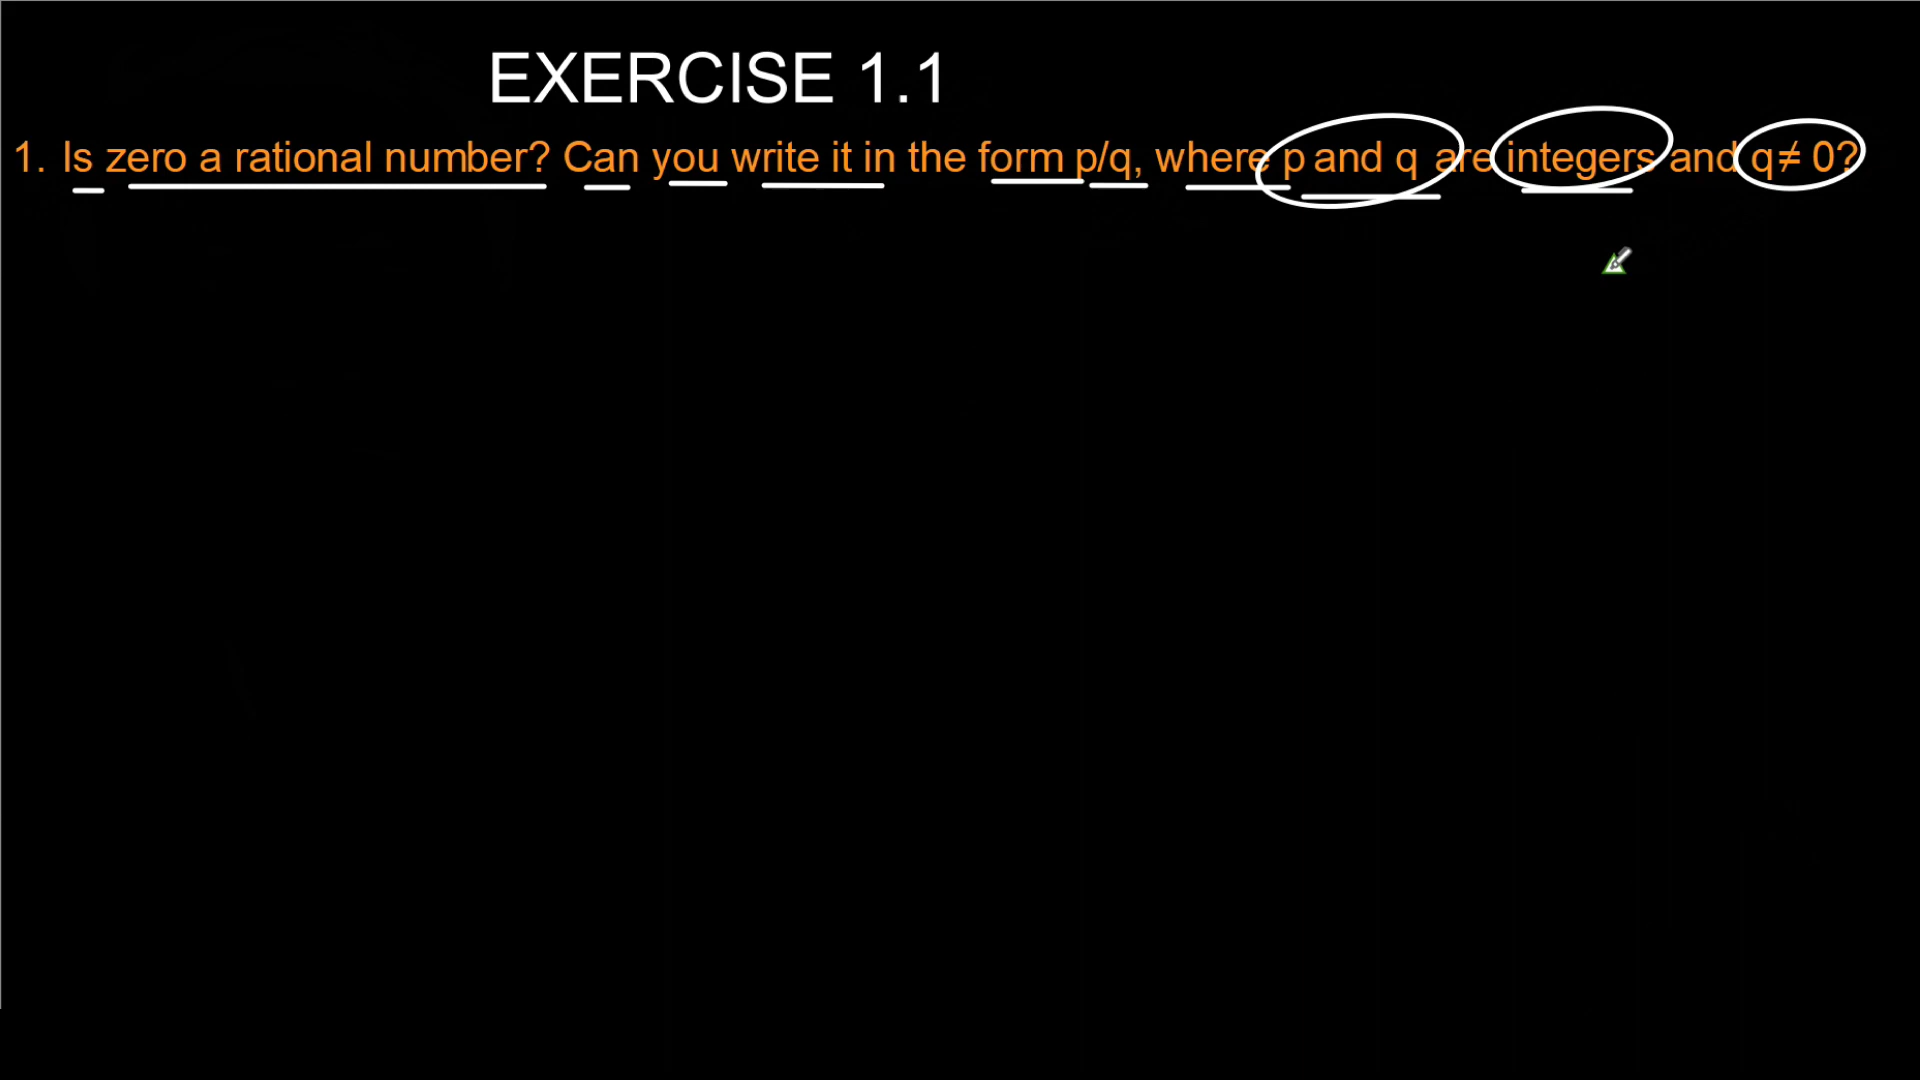 EXERCISE 1.1
1. Is zero a rational number? Can you write it in the form p/q, where p and q are integers and q ≠ 0?